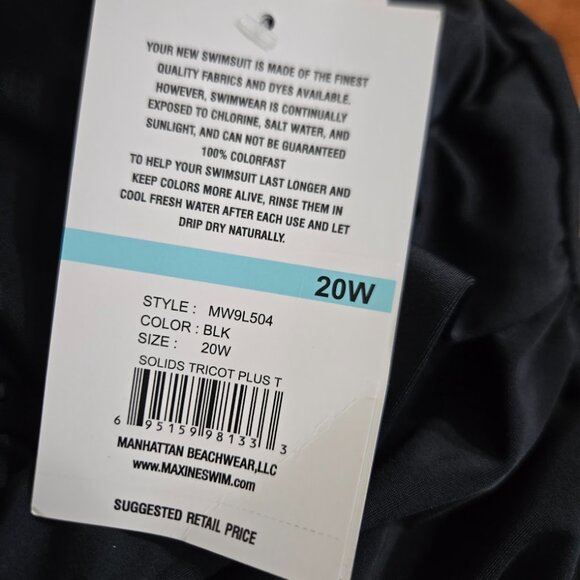 YOUR NEW SWIMSUIT IS MADE OF THE FINEST
QUALITY FABRICS AND DYES AVAILABLE.
HOWEVER, SWIMWEAR IS CONTINUALLY
EXPOSED TO CHLORINE, SALT WATER, AND
SUNLIGHT, AND CAN NOT BE GUARANTEED
100% COLORFAST
TO HELP YOUR SWIMSUIT LAST LONGER AND
KEEP COLORS MORE ALIVE, RINSE THEM IN
COOL FRESH WATER AFTER EACH USE AND LET
DRIP DRY NATURALLY.
20W
STYLE : MW9L504
COLOR : BLK
SIZE : 20W
SOLIDS TRICOT PLUS T
6 95159 98133 3
MANHATTAN BEACHWEAR,LLC
WWW.MAXINESWIM.COM
SUGGESTED RETAIL PRICE